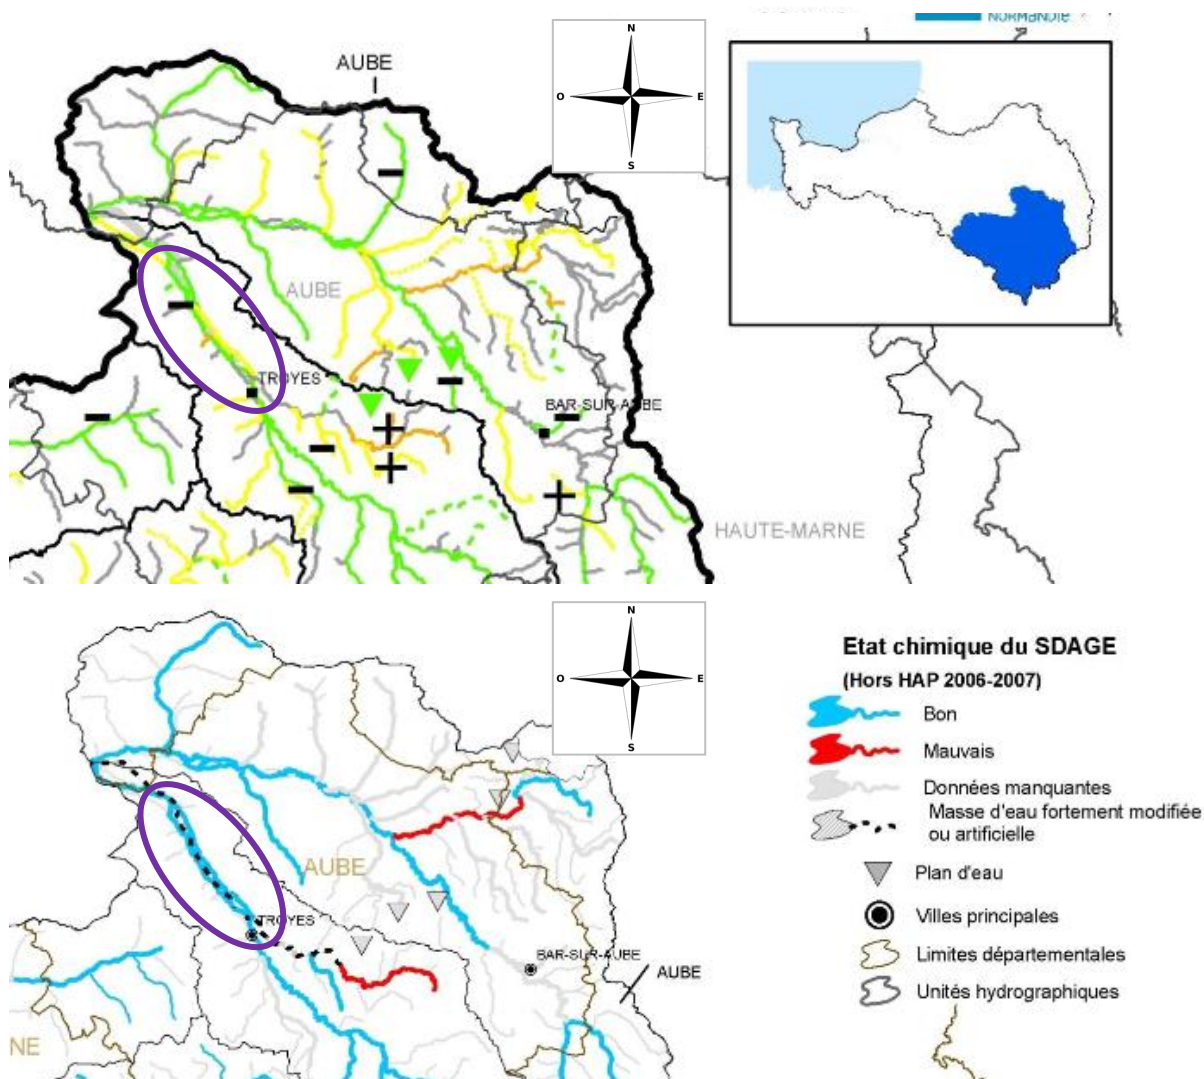 NORMANDIE
AUBE
N
O
E
S
AUBE
TROYES
BAR-SUR-AUBE
HAUTE-MARNE
N
O
E
S
Etat chimique du SDAGE
(Hors HAP 2006-2007)
Bon
Mauvais
Données manquantes
Masse d'eau fortement modifiée
ou artificielle
Plan d'eau
Villes principales
Limites départementales
Unités hydrographiques
AUBE
TROYES
BAR-SUR-AUBE
AUBE
NE